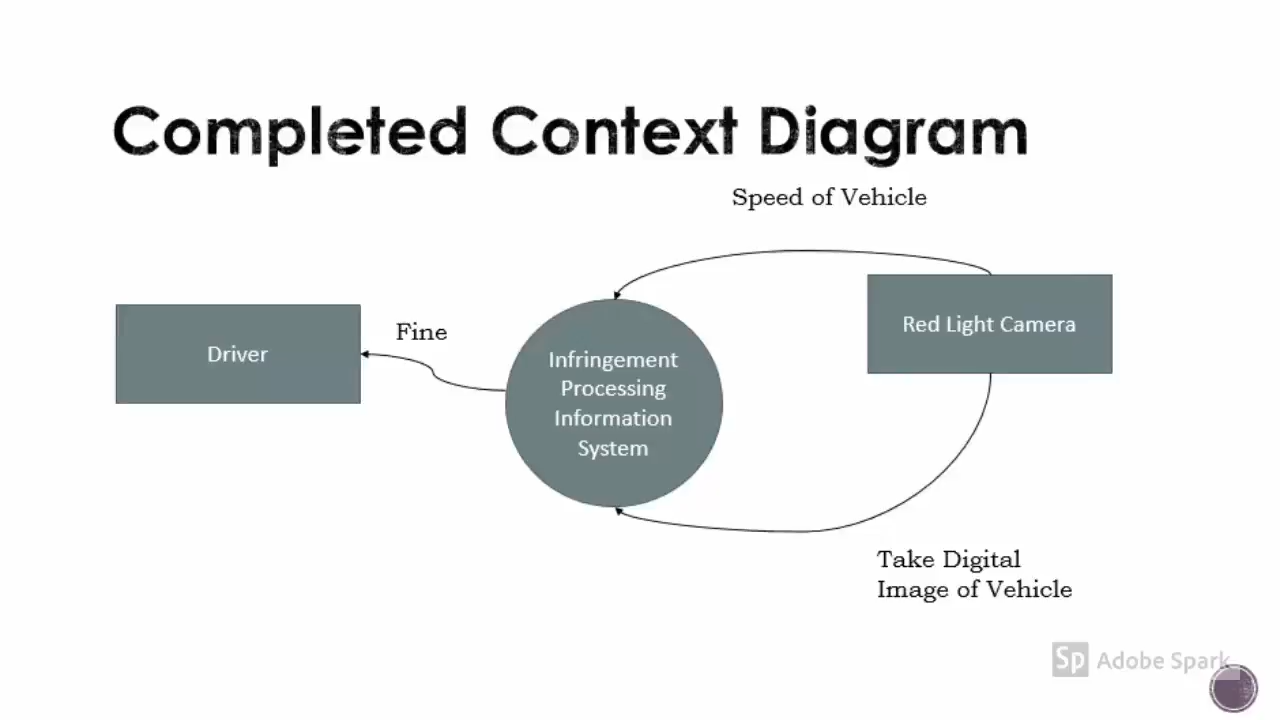 Completed Context Diagram
Speed of Vehicle
Red Light Camera
Fine
Driver
Infringement
Processing
Information
System
Take Digital
Image of Vehicle
Sp Adobe Spark